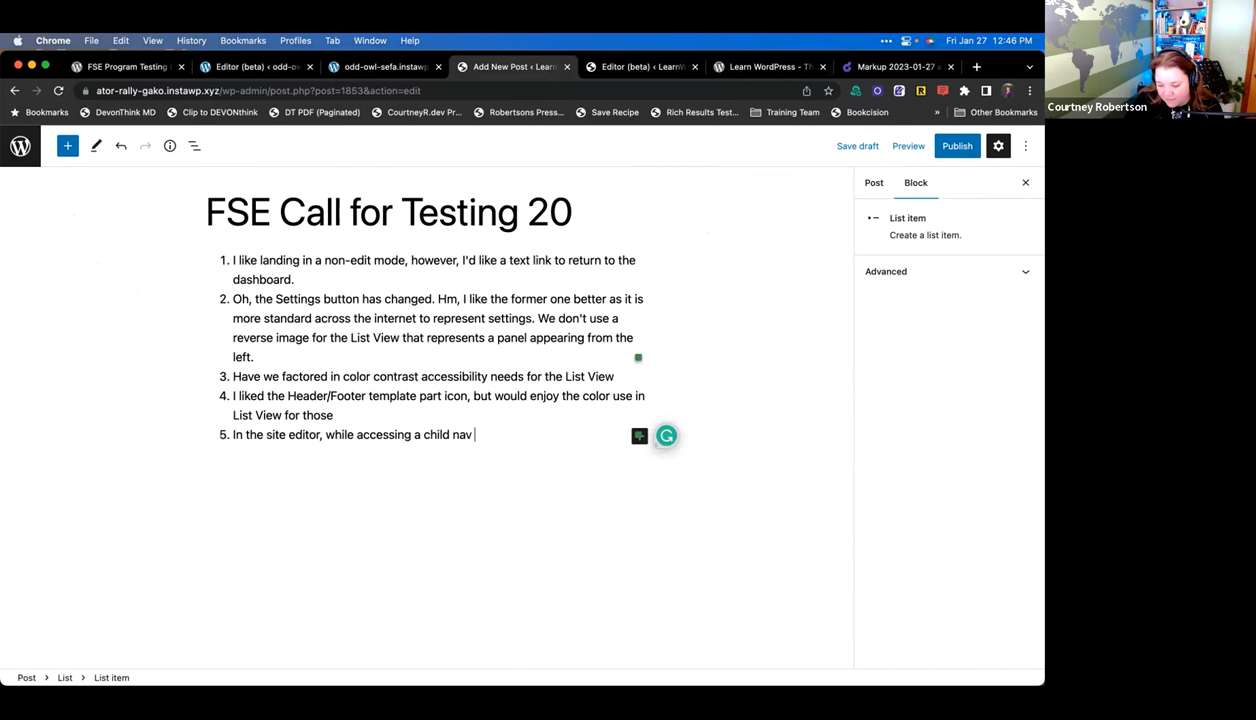 Chrome File Edit View History Bookmarks Profiles Tab Window Help Fri Jan 27 12:46 PM
FSE Program Testing Editor (beta) ‹ odd-o odd-owl-sefa.instawp Add New Post ‹ Learn Editor (beta) ‹ LearnW Learn WordPress - Th Markup 2023-01-27
ator-rally-gako.instawp.xyz/wp-admin/post.php?post=1853&action=edit
Courtney Robertson
Bookmarks DevonThink MD Clip to DEVONthink DT PDF (Paginated) CourtneyR.dev Pr... Robertsons Press... Save Recipe Rich Results Test... Training Team Bookcision » Other Bookmarks
Save draft Preview Publish
Post Block
FSE Call for Testing 20
List item
Create a list item.
Advanced
1. I like landing in a non-edit mode, however, I'd like a text link to return to the
dashboard.
2. Oh, the Settings button has changed. Hm, I like the former one better as it is
more standard across the internet to represent settings. We don't use a
reverse image for the List View that represents a panel appearing from the
left.
3. Have we factored in color contrast accessibility needs for the List View
4. I liked the Header/Footer template part icon, but would enjoy the color use in
List View for those
5. In the site editor, while accessing a child nav
Post > List > List item